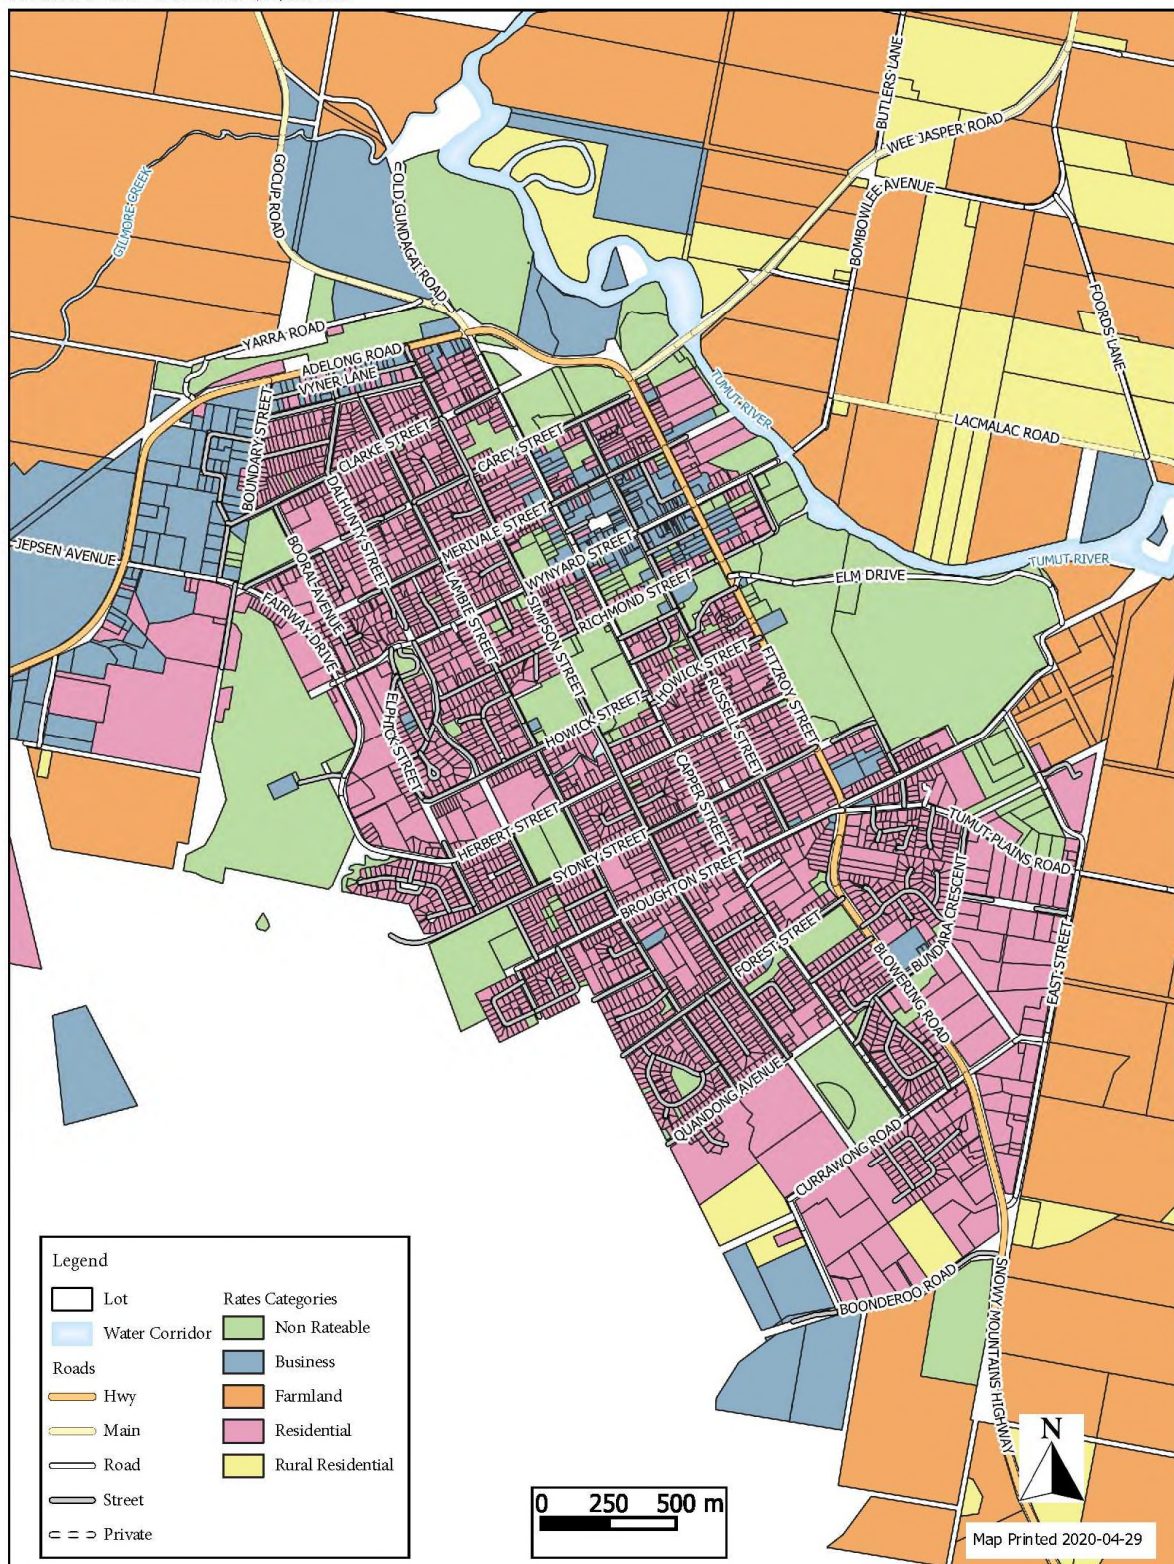 BUTLERS LANE
WEE JASPER ROAD
GOCUP ROAD
OLD GUNDAGAI ROAD
GILMORE CREEK
BOMBOWLEE AVENUE
FOORDS LANE
YARRA ROAD
ADELONG ROAD
VYNER LANE
TUMUT RIVER
LACMALAC ROAD
BOUNDARY STREET
CLARKE STREET
CAREY STREET
DALHUNTY STREET
MERIVALE STREET
JEPSEN AVENUE
BOORAL AVENUE
WYNYARD STREET
TUMUT RIVER
ELM DRIVE
FAIRWAY DRIVE
LAMBIE STREET
SIMPSON STREET
RICHMOND STREET
HOWICK STREET
FITZROY STREET
ELPHICK STREET
HOWICK STREET
RUSSELL STREET
CAPPER STREET
HERBERT STREET
SYDNEY STREET
TUMUT PLAINS ROAD
BROUGHTON STREET
BUNDARA CRESCENT
FOREST STREET
BLOWERING ROAD
EAST STREET
QUANDONG AVENUE
CURRAWONG ROAD
BOONDEROO ROAD
SNOWY MOUNTAINS HIGHWAY
Legend
Lot
Water Corridor
Roads
Hwy
Main
Road
Street
Private
Rates Categories
Non Rateable
Business
Farmland
Residential
Rural Residential
0 250 500 m
N
Map Printed 2020-04-29